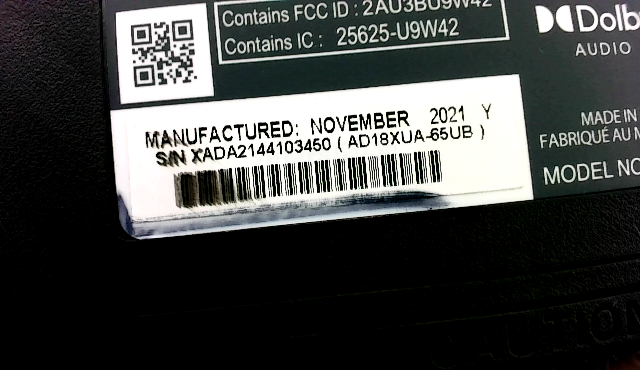 Contains FCC ID : 2AU3BU9W42
Contains IC : 25625-U9W42
AUDIO
MANUFACTURED: NOVEMBER 2021 Y
S/N XADA2144103450 ( AD18XUA-65UB )
MADE IN
FABRIQUÉ AU
MODEL NO